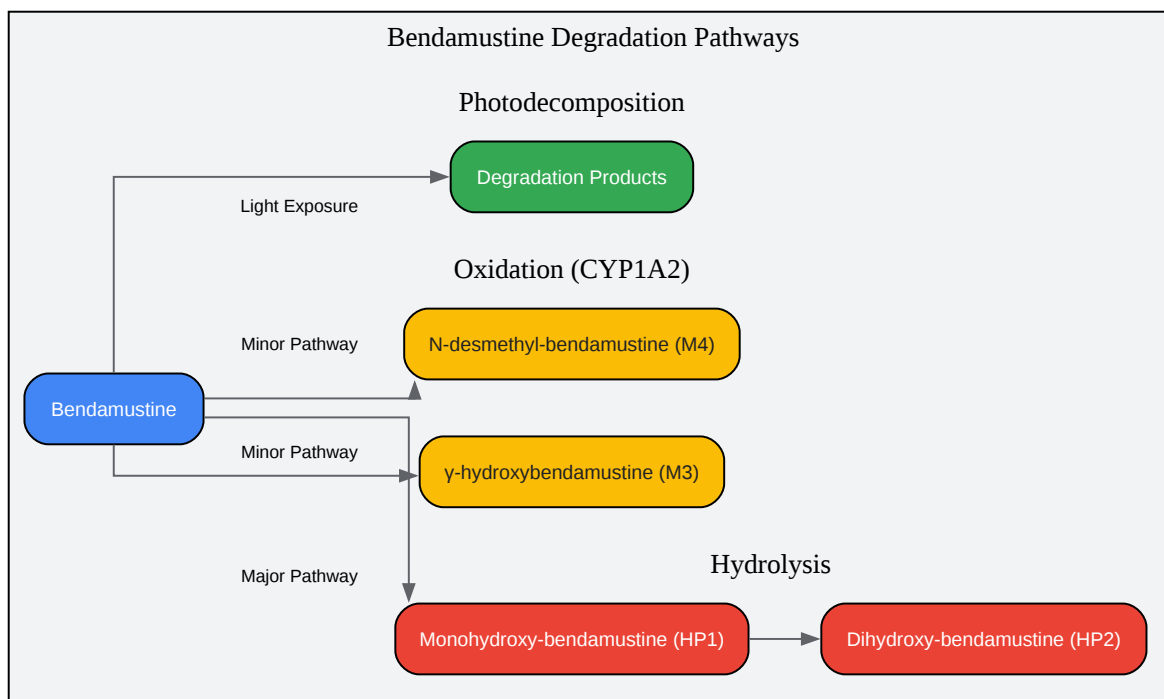 Bendamustine Degradation Pathways
Photodecomposition
Degradation Products
Light Exposure
Oxidation (CYP1A2)
Minor Pathway
N-desmethyl-bendamustine (M4)
Bendamustine
Minor Pathway
γ-hydroxybendamustine (M3)
Hydrolysis
Major Pathway
Monohydroxy-bendamustine (HP1)
Dihydroxy-bendamustine (HP2)